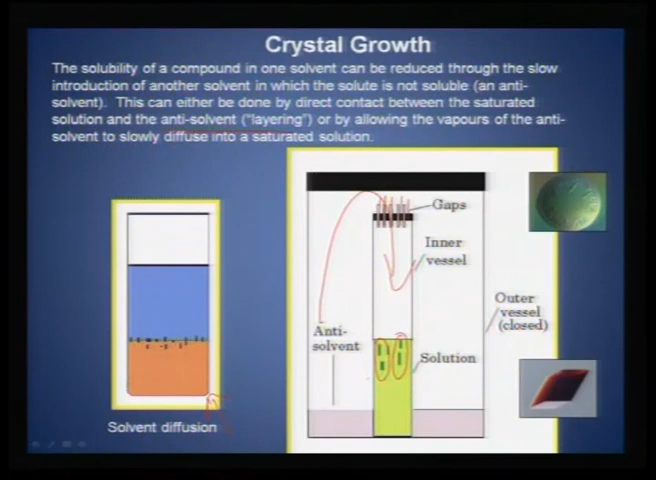 Crystal Growth
The solubility of a compound in one solvent can be reduced through the slow
introduction of another solvent in which the solute is not soluble (an anti-
solvent). This can either be done by direct contact between the saturated
solution and the anti-solvent ("layering") or by allowing the vapours of the anti-
solvent to slowly diffuse into a saturated solution.
Gaps
Inner
vessel
Outer
vessel
(closed)
Anti-
solvent
Solution
Solvent diffusion